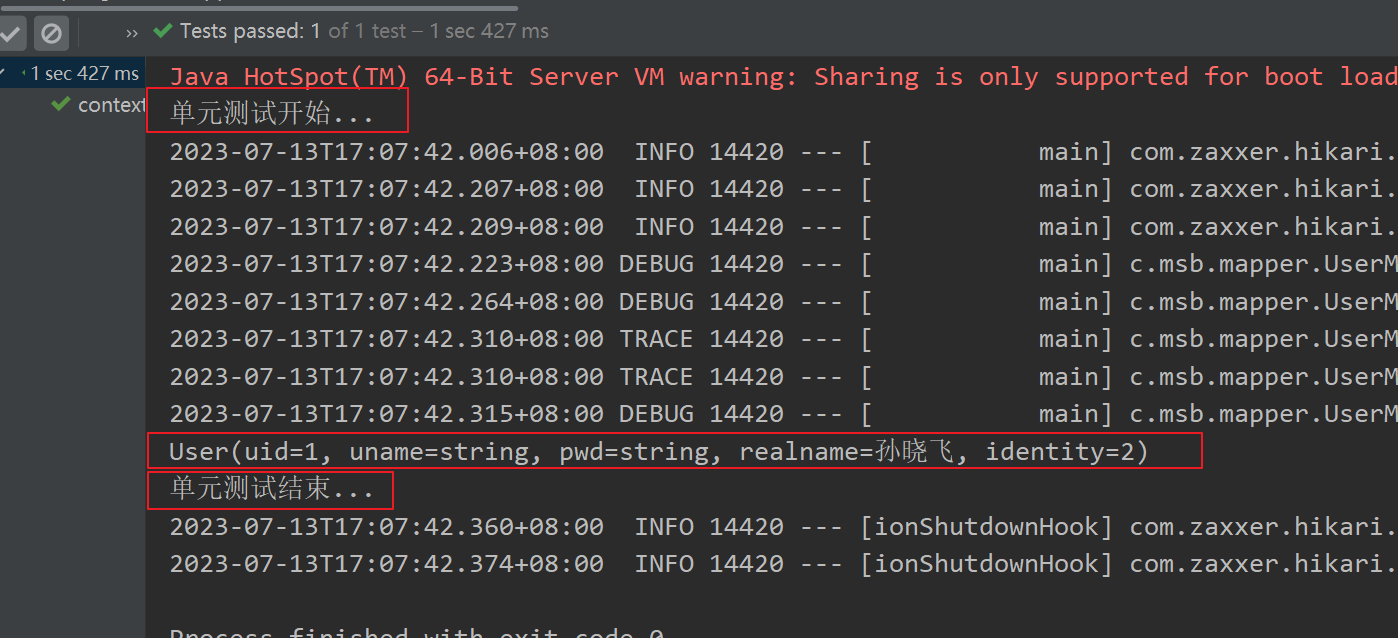 ›› Tests passed: 1 of 1 test – 1 sec 427 ms
1 sec 427 ms
context
Java HotSpot(TM) 64-Bit Server VM warning: Sharing is only supported for boot load
单元测试开始...
2023-07-13T17:07:42.006+08:00  INFO 14420 --- [           main] com.zaxxer.hikari.
2023-07-13T17:07:42.207+08:00  INFO 14420 --- [           main] com.zaxxer.hikari.
2023-07-13T17:07:42.209+08:00  INFO 14420 --- [           main] com.zaxxer.hikari.
2023-07-13T17:07:42.223+08:00 DEBUG 14420 --- [           main] c.msb.mapper.UserM
2023-07-13T17:07:42.264+08:00 DEBUG 14420 --- [           main] c.msb.mapper.UserM
2023-07-13T17:07:42.310+08:00 TRACE 14420 --- [           main] c.msb.mapper.UserM
2023-07-13T17:07:42.310+08:00 TRACE 14420 --- [           main] c.msb.mapper.UserM
2023-07-13T17:07:42.315+08:00 DEBUG 14420 --- [           main] c.msb.mapper.UserM
User(uid=1, uname=string, pwd=string, realname=孙晓飞, identity=2)
单元测试结束...
2023-07-13T17:07:42.360+08:00  INFO 14420 --- [ionShutdownHook] com.zaxxer.hikari.
2023-07-13T17:07:42.374+08:00  INFO 14420 --- [ionShutdownHook] com.zaxxer.hikari.
Process finished with exit code 0